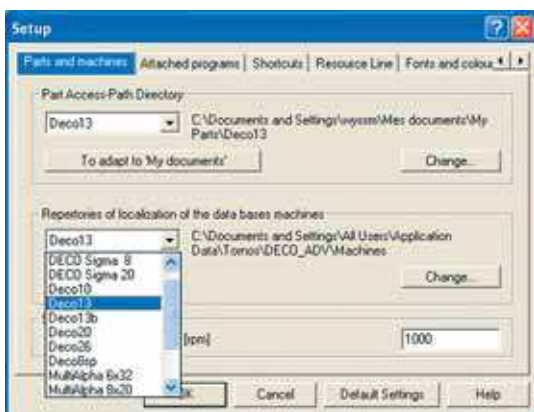 Setup
Parts and machines Attached programs Shortcuts Resource Line Fonts and colou
Part Access-Path Directory
Deco13
C:\Documents and Settings\wyssm\Mes documents\My Parts\Deco13
To adapt to 'My documents'
Change...
Repertories of localization of the data bases machines
Deco13
C:\Documents and Settings\All Users\Application Data\Tornos\DECO_ADV\Machines
DECO Sigma 8
DECO Sigma 20
Deco10
Deco13
Deco13b
Deco20
Deco26
Deco8sp
MultiAlpha 6x32
MultiAlpha 8x20
Change...
[rpm]
1000
Cancel
Default Settings
Help